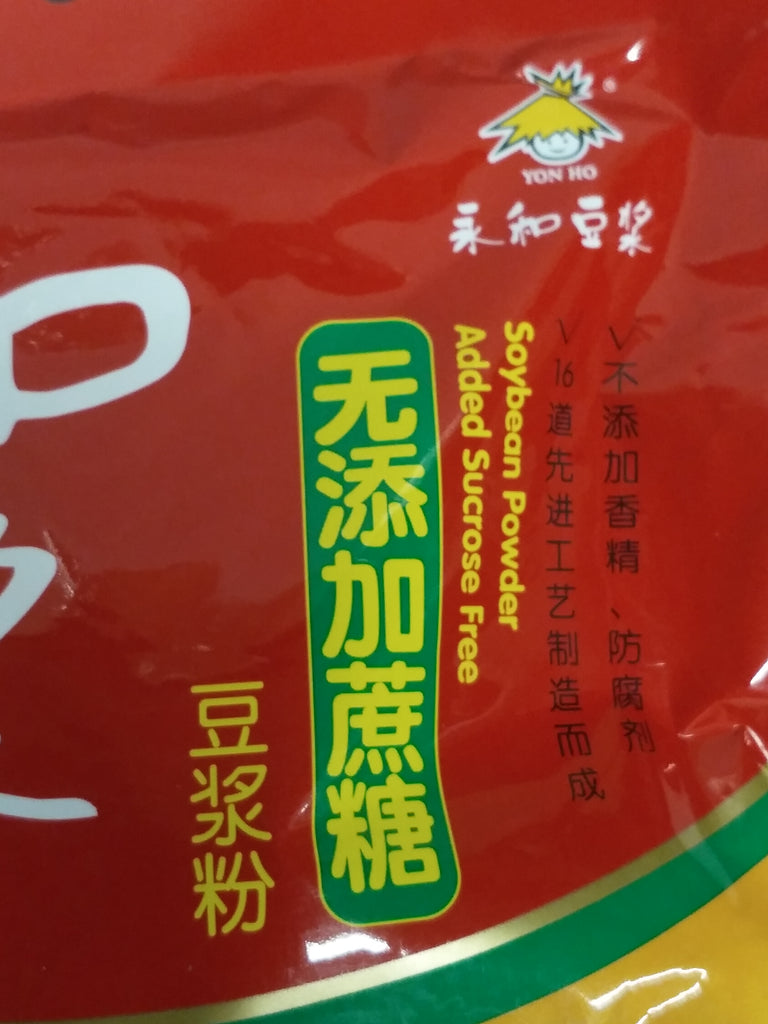 YON HO
永和豆浆
√不添加香精、防腐剂
√16道先进工艺制造而成
Soybean Powder
Added Sucrose Free
无添加蔗糖
豆浆粉